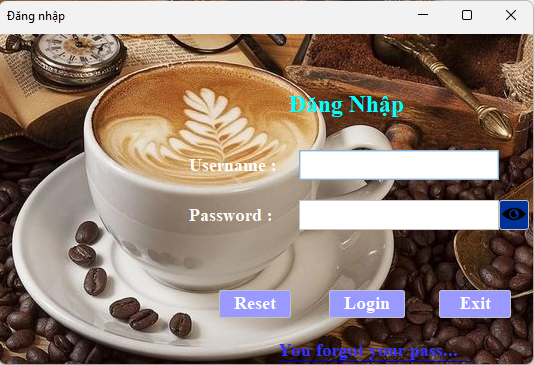 Đăng nhập
Đăng Nhập
Username :
Password :
Reset Login Exit
You forgot your pass...